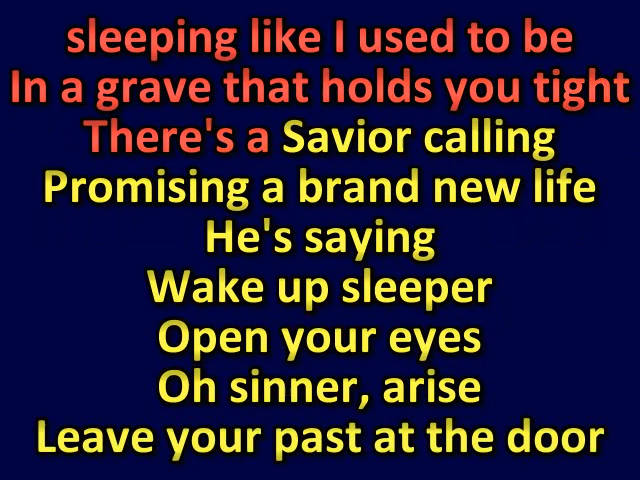 sleeping like I used to be
In a grave that holds you tight
There's a Savior calling
Promising a brand new life
He's saying
Wake up sleeper
Open your eyes
Oh sinner, arise
Leave your past at the door